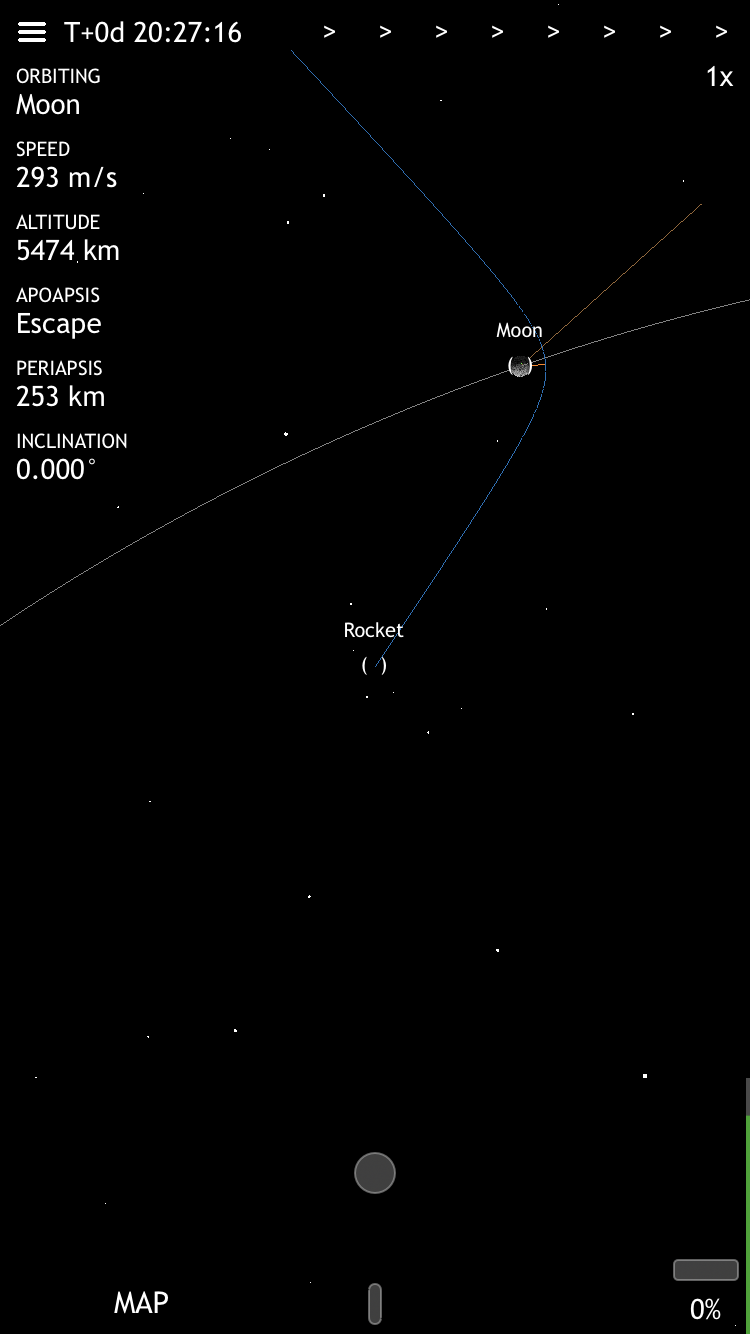 T+0d 20:27:16 > > > > > > > >
1x
ORBITING
Moon
SPEED
293 m/s
ALTITUDE
5474 km
APOAPSIS
Escape
PERIAPSIS
253 km
INCLINATION
0.000°
Moon
Rocket
( )
MAP
0%